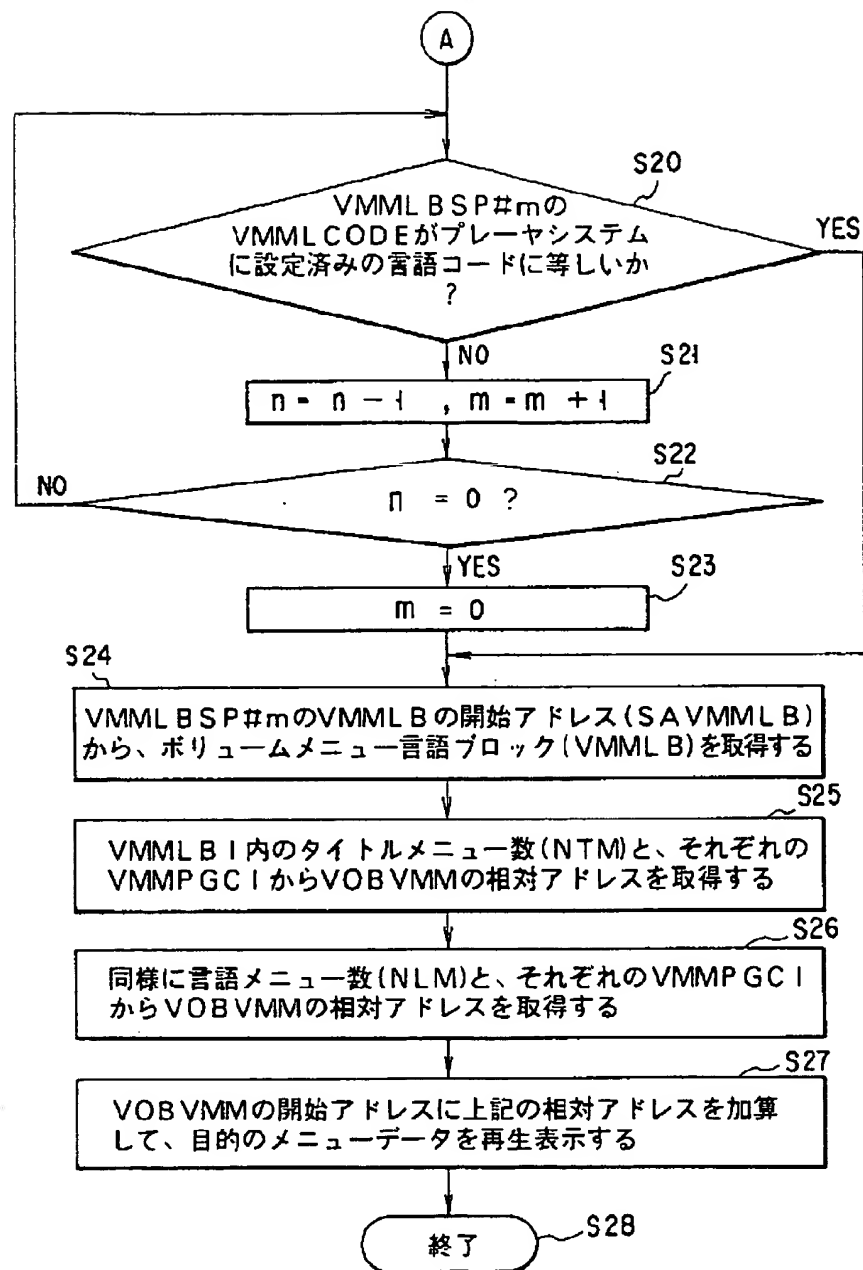 A
S20
VMMLBSP#mの
VMMLCODEがプレーヤシステム
に設定済みの言語コードに等しいか
?
YES
NO
S21
n = n - 1 , m = m + 1
S22
NO
n = 0 ?
YES
S23
m = 0
S24
VMMLBSP#mのVMMLBの開始アドレス(SAVMMLB)
から、ボリュームメニュー言語ブロック(VMMLB)を取得する
S25
VMMLBI内のタイトルメニュー数(NTM)と、それぞれの
VMMPGCIからVOBVMMの相対アドレスを取得する
S26
同様に言語メニュー数(NLM)と、それぞれのVMMPGCI
からVOBVMMの相対アドレスを取得する
S27
VOBVMMの開始アドレスに上記の相対アドレスを加算
して、目的のメニューデータを再生表示する
終了
S28